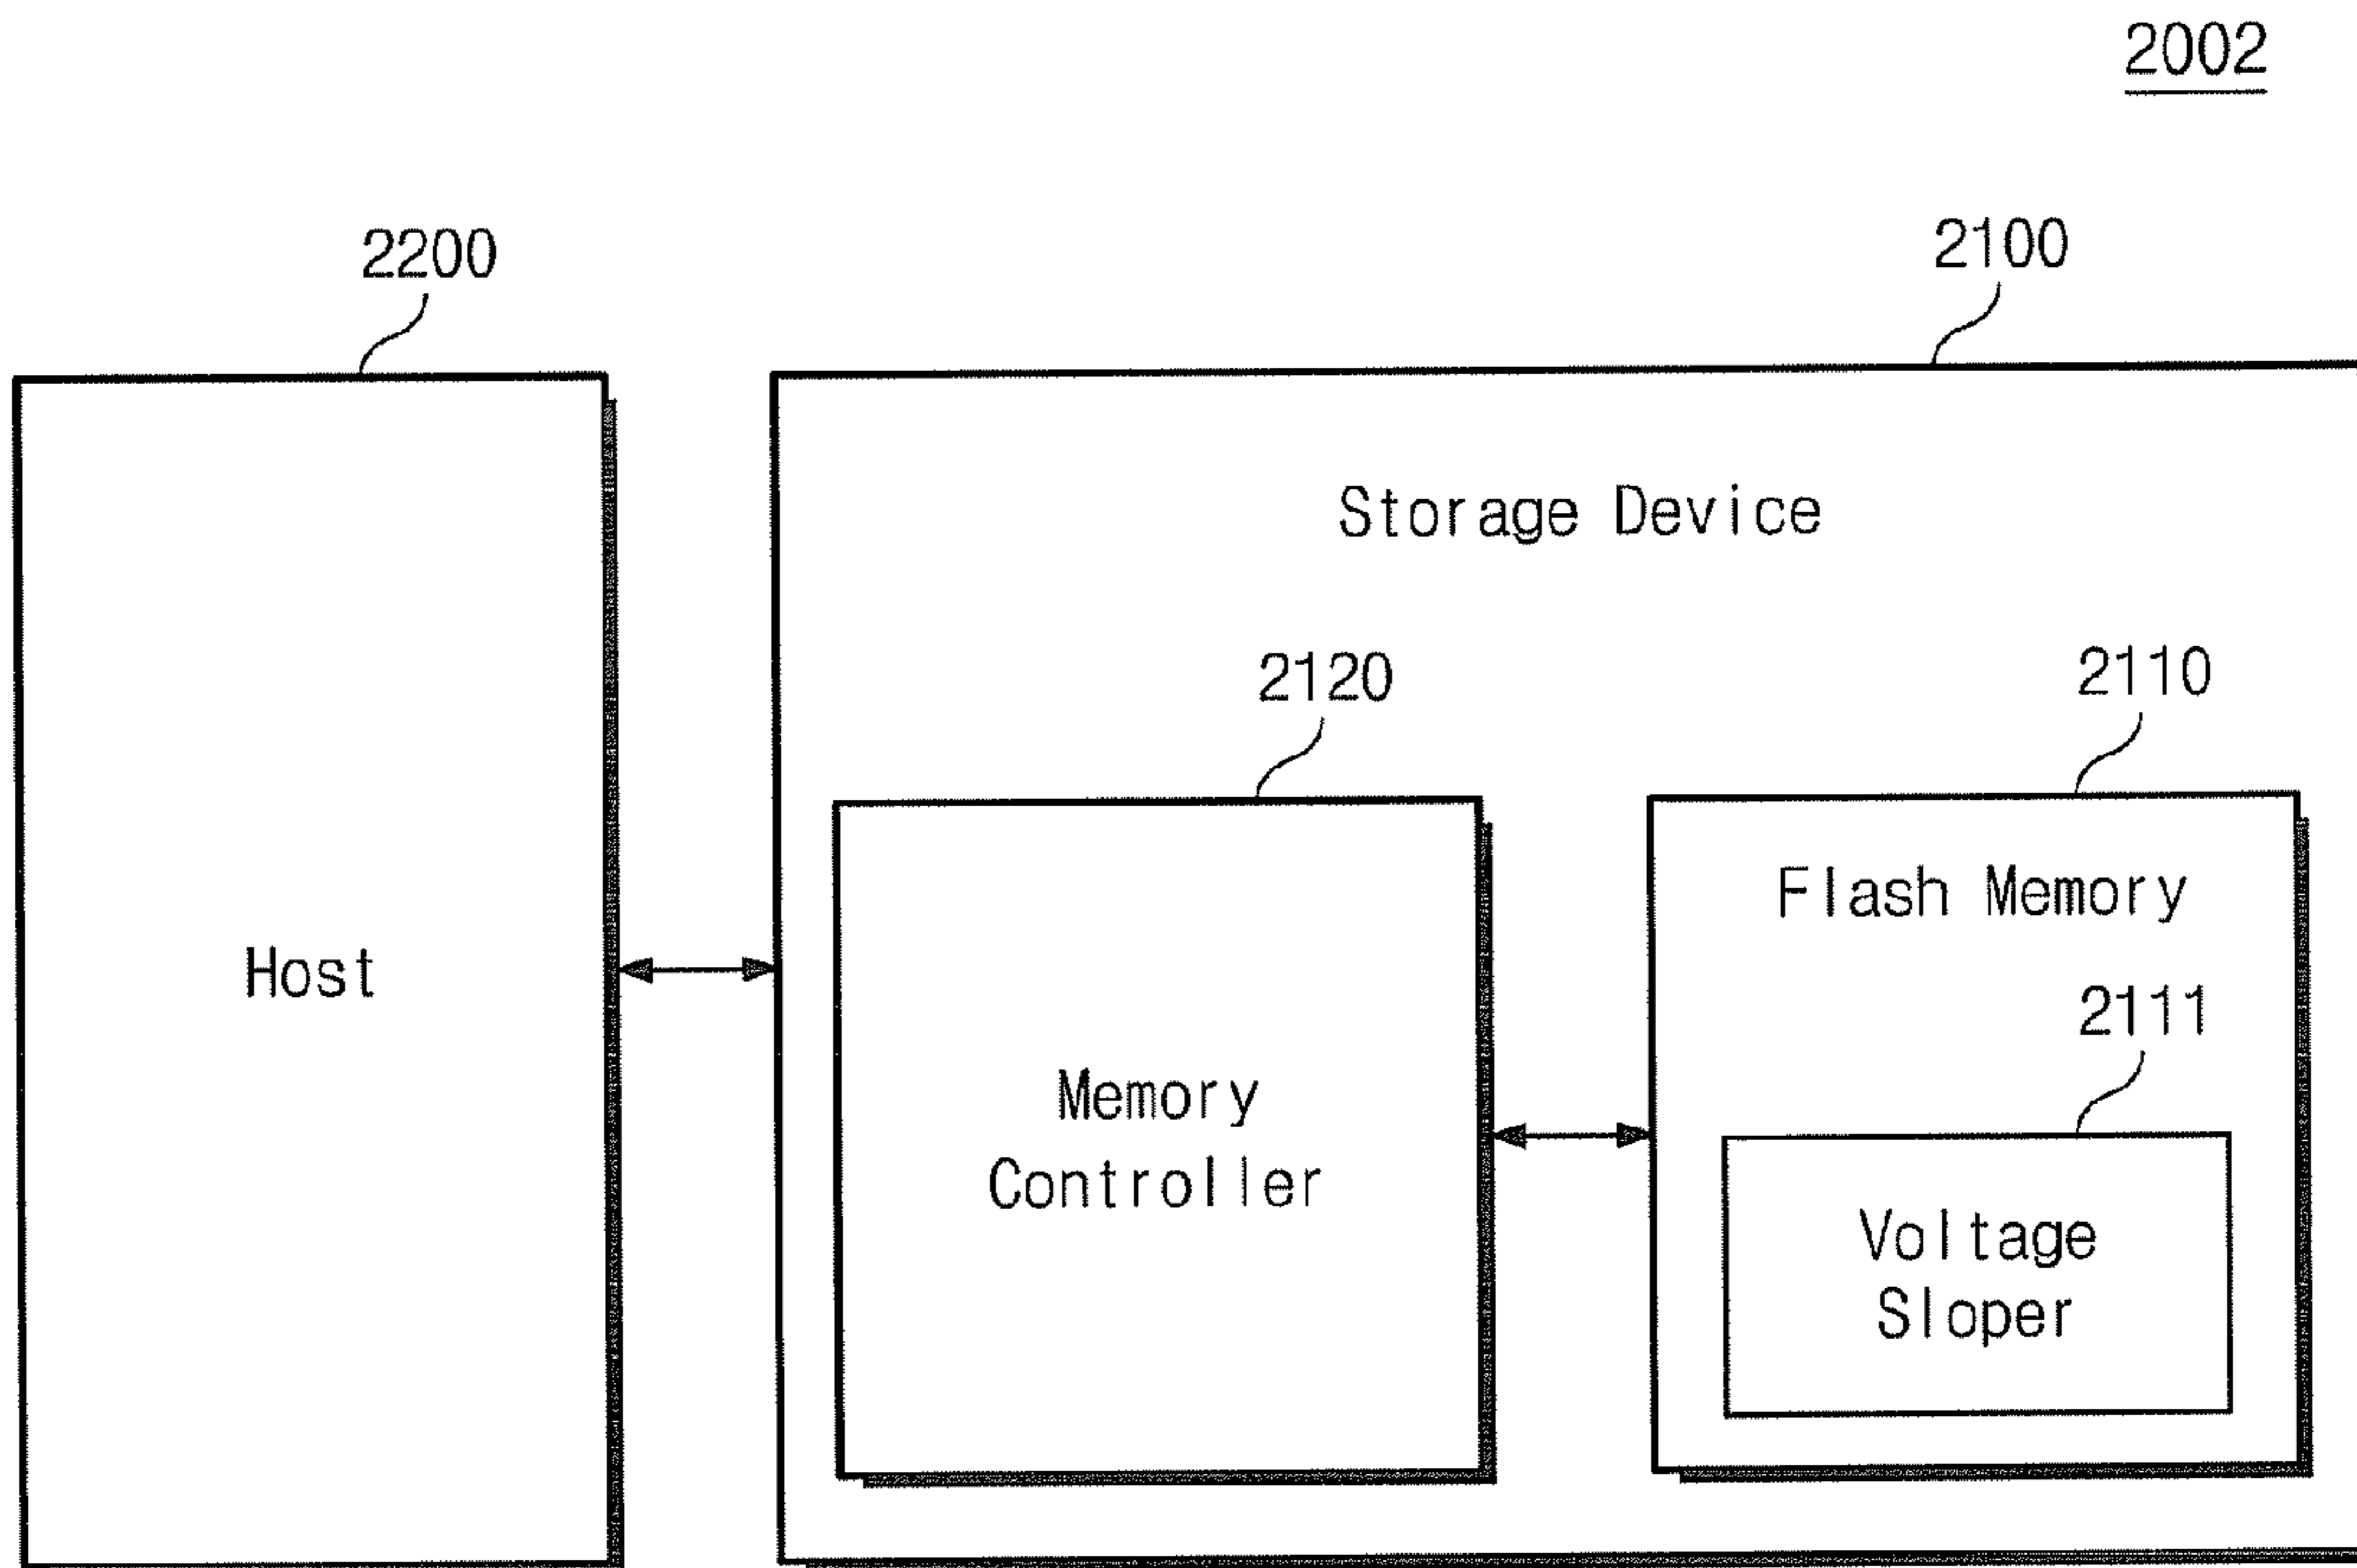 2002
2200
2100
Storage Device
2120
2110
Flash Memory
Host
2111
Memory
Controller
Voltage
Sloper